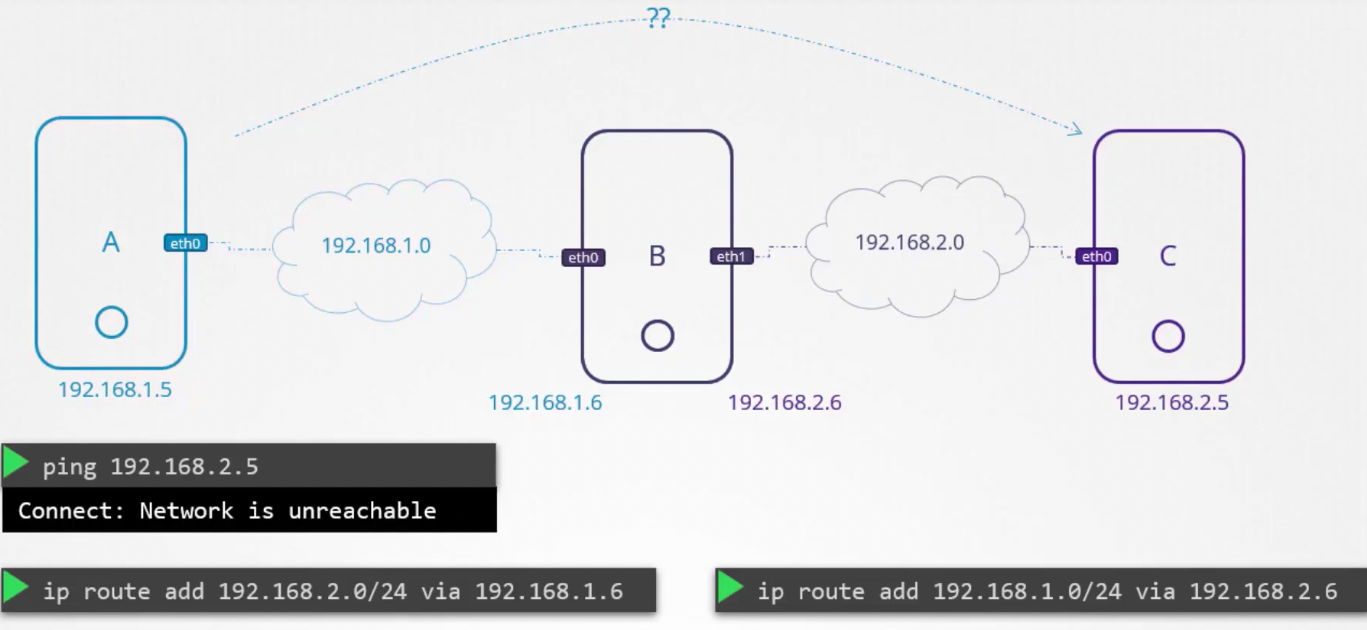 ??
A
eth0
192.168.1.0
eth0
B
eth1
192.168.2.0
eth0
C
192.168.1.5
192.168.1.6
192.168.2.6
192.168.2.5
ping 192.168.2.5
Connect: Network is unreachable
ip route add 192.168.2.0/24 via 192.168.1.6
ip route add 192.168.1.0/24 via 192.168.2.6